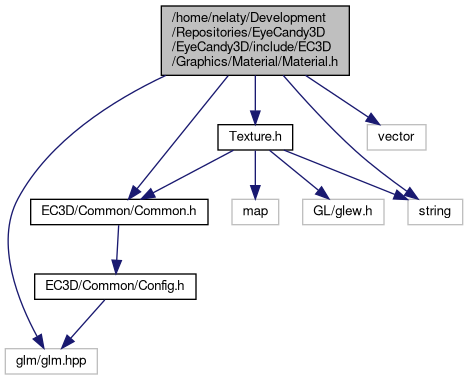 /home/nelaty/Development
/Repositories/EyeCandy3D
/EyeCandy3D/include/EC3D
/Graphics/Material/Material.h
Texture.h
vector
EC3D/Common/Common.h
map
GL/glew.h
string
EC3D/Common/Config.h
glm/glm.hpp